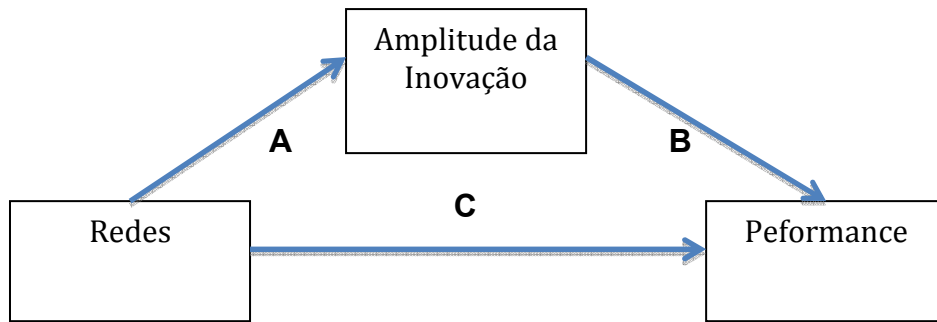 Amplitude da
Inovação
A
B
C
Redes
Peformance